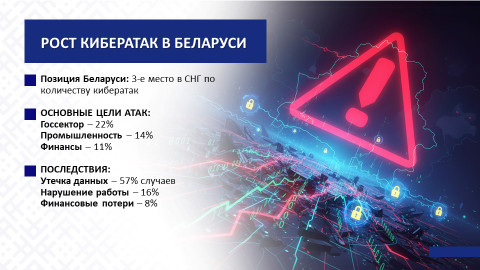 РОСТ КИБЕРАТАК В БЕЛАРУСИ
Позиция Беларуси: 3-е место в СНГ по
количеству кибератак
ОСНОВНЫЕ ЦЕЛИ АТАК:
Госсектор – 22%
Промышленность – 14%
Финансы – 11%
ПОСЛЕДСТВИЯ:
Утечка данных – 57% случаев
Нарушение работы – 16%
Финансовые потери – 8%